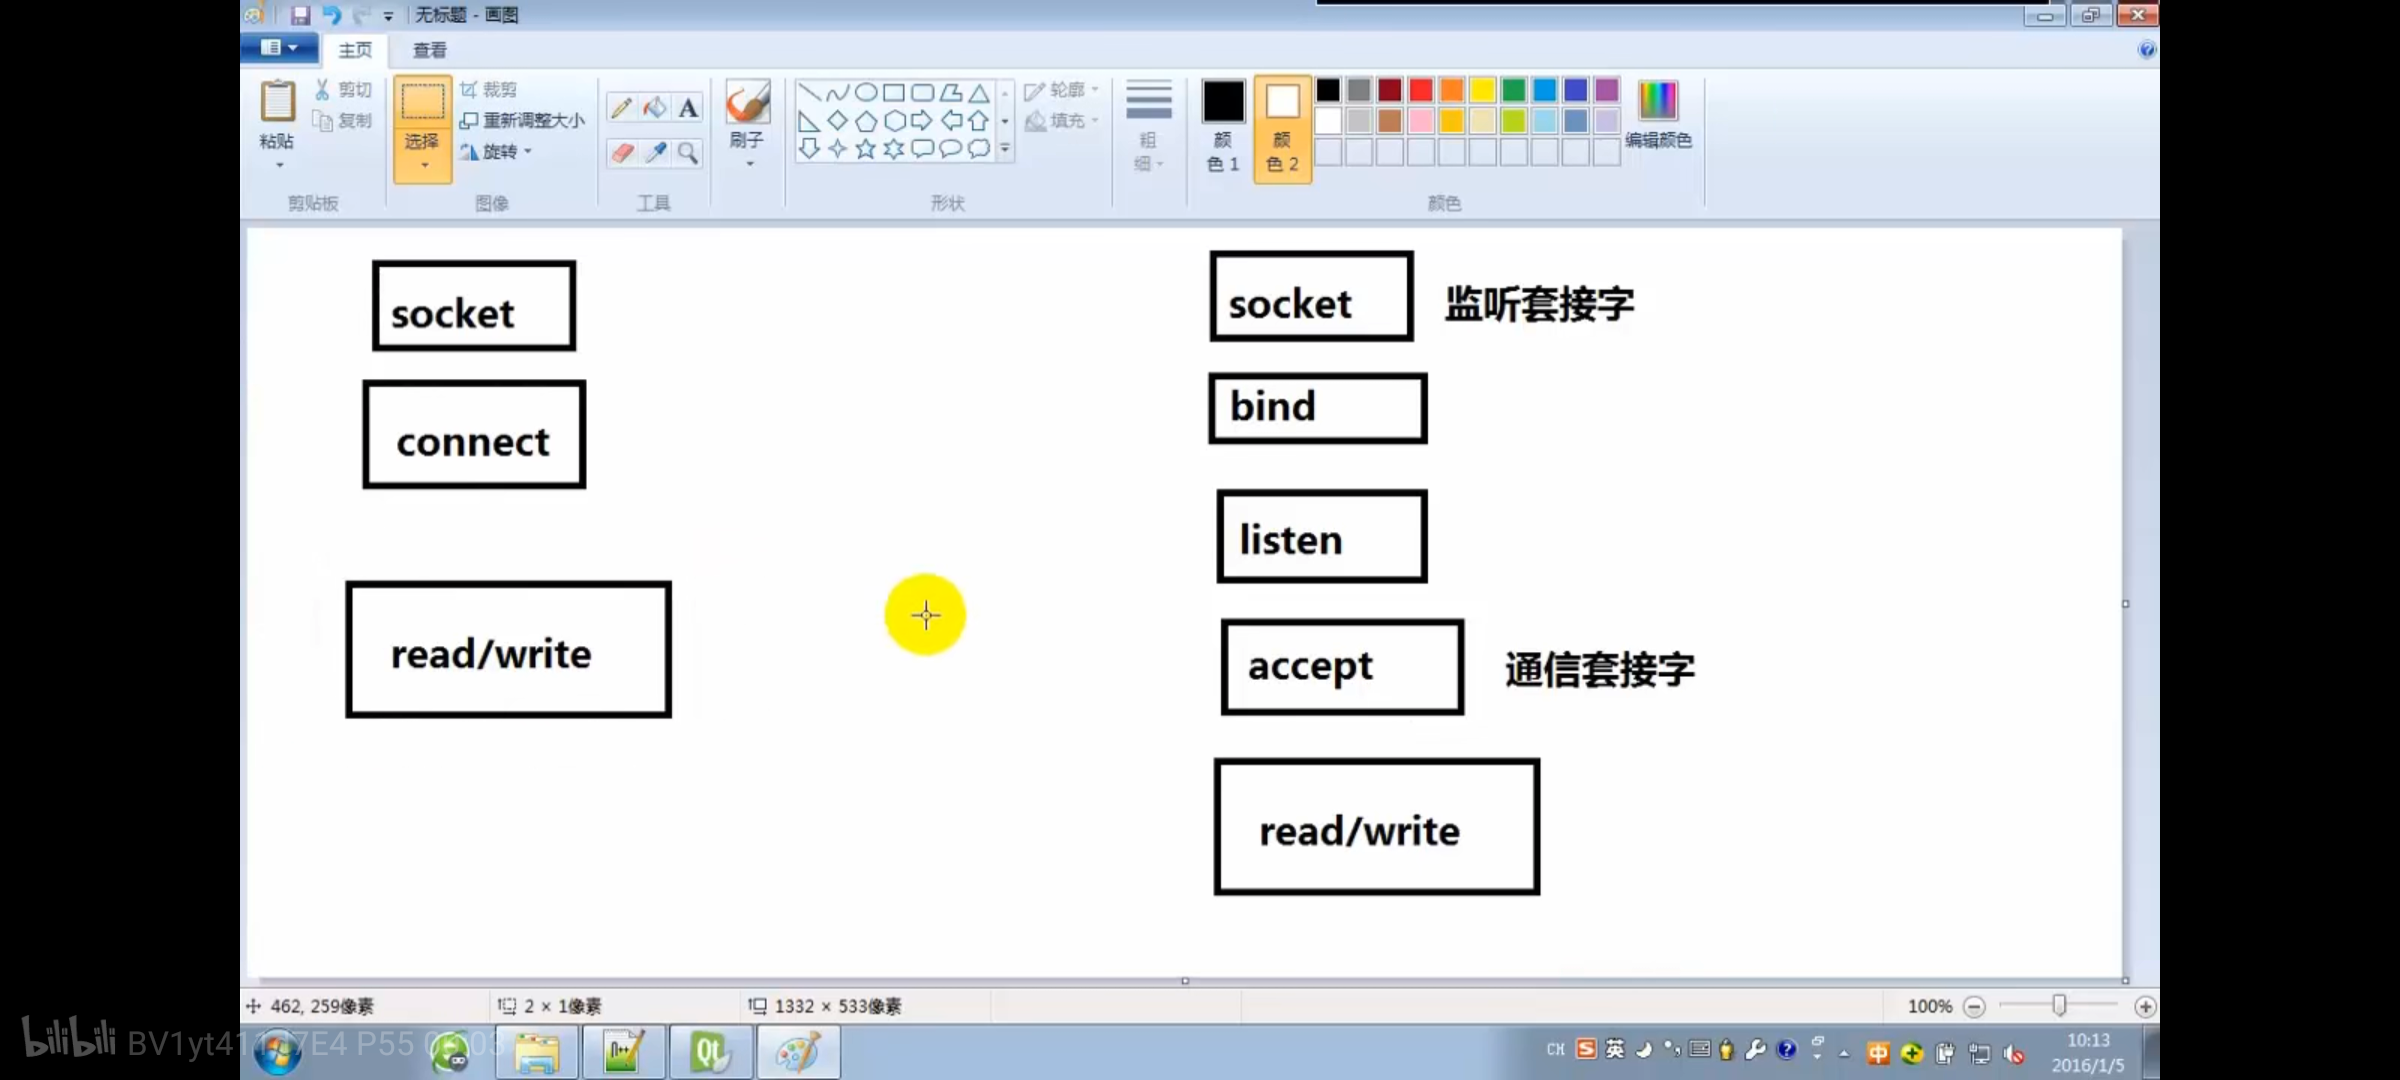 无标题 - 画图
主页 查看
粘贴
剪切
复制
剪贴板
选择
裁剪
重新调整大小
旋转
图像
A
工具
刷子
形状
轮廓
填充
粗细
颜色 1
颜色 2
颜色
编辑颜色
socket
connect
read/write
socket 监听套接字
bind
listen
accept 通信套接字
read/write
462, 259像素
2 × 1像素
1332 × 533像素
100%
bilibili
Qt
CH
S
英
中
10:13
2016/1/5